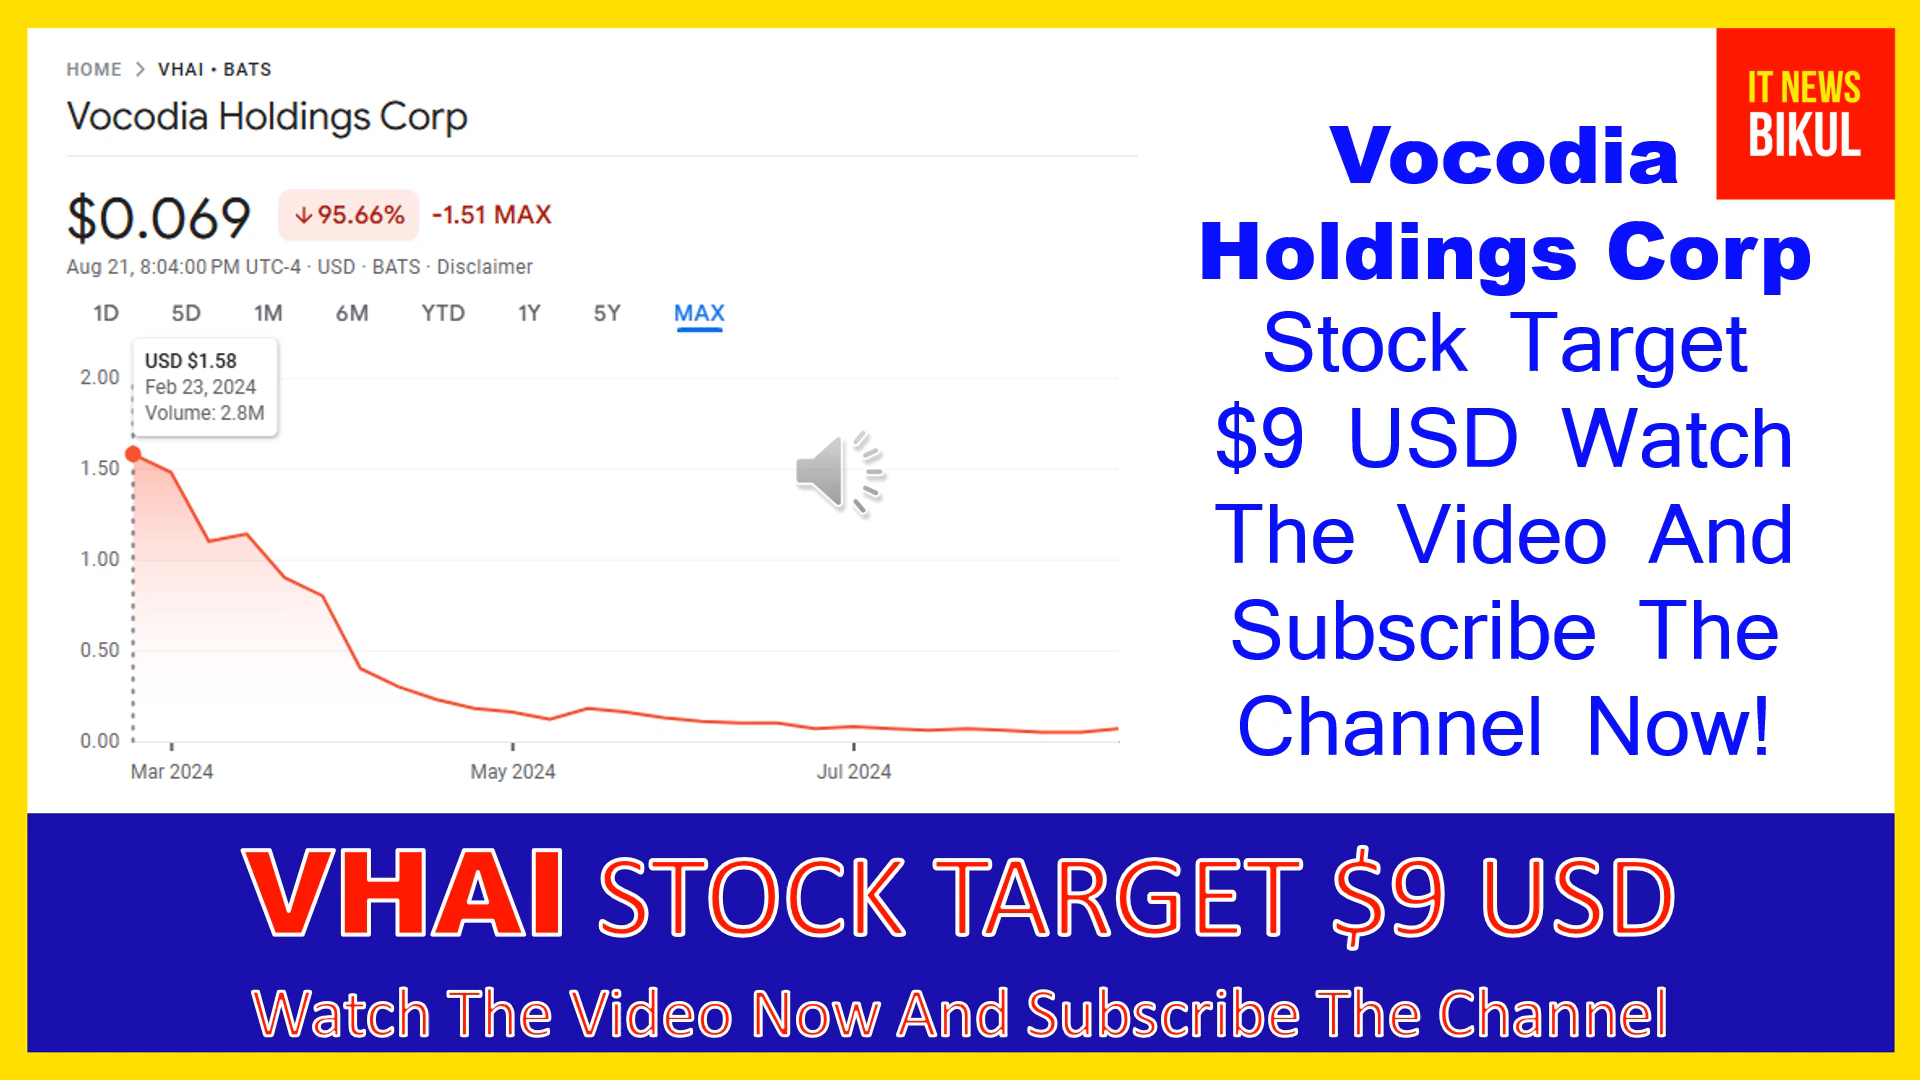 HOME > VHAI • BATS
Vocodia Holdings Corp
$0.069 ↓95.66% -1.51 MAX
Aug 21, 8:04:00 PM UTC-4 · USD · BATS · Disclaimer
1D 5D 1M 6M YTD 1Y 5Y MAX
USD $1.58
Feb 23, 2024
Volume: 2.8M
2.00
1.50
1.00
0.50
0.00
Mar 2024 May 2024 Jul 2024
IT NEWS
BIKUL
Vocodia
Holdings Corp
Stock Target
$9 USD Watch
The Video And
Subscribe The
Channel Now!
VHAI STOCK TARGET $9 USD
Watch The Video Now And Subscribe The Channel